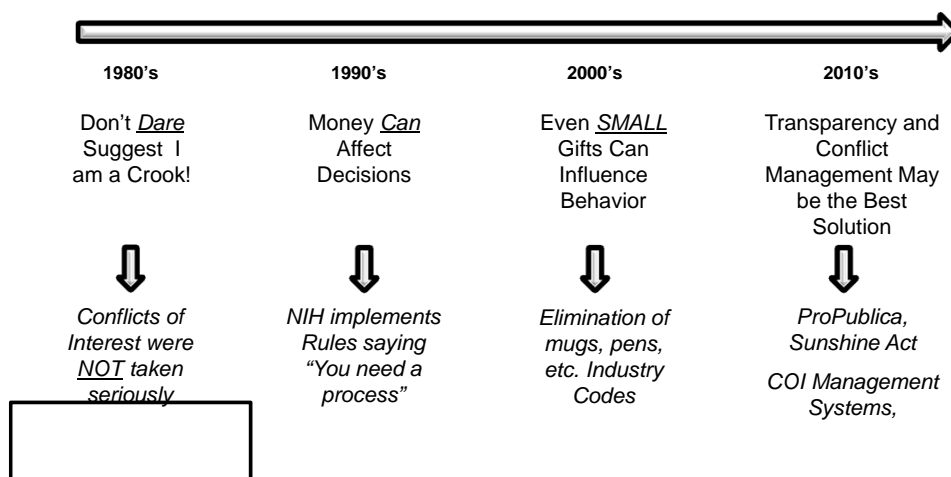 1980's
1990's
2000's
2010's
Don't Dare
Suggest I
am a Crook!
Money Can
Affect
Decisions
Even SMALL
Gifts Can
Influence
Behavior
Transparency and
Conflict
Management May
be the Best
Solution
Conflicts of
Interest were
NOT taken
seriously
NIH implements
Rules saying
“You need a
process”
Elimination of
mugs, pens,
etc. Industry
Codes
ProPublica,
Sunshine Act
COI Management
Systems,